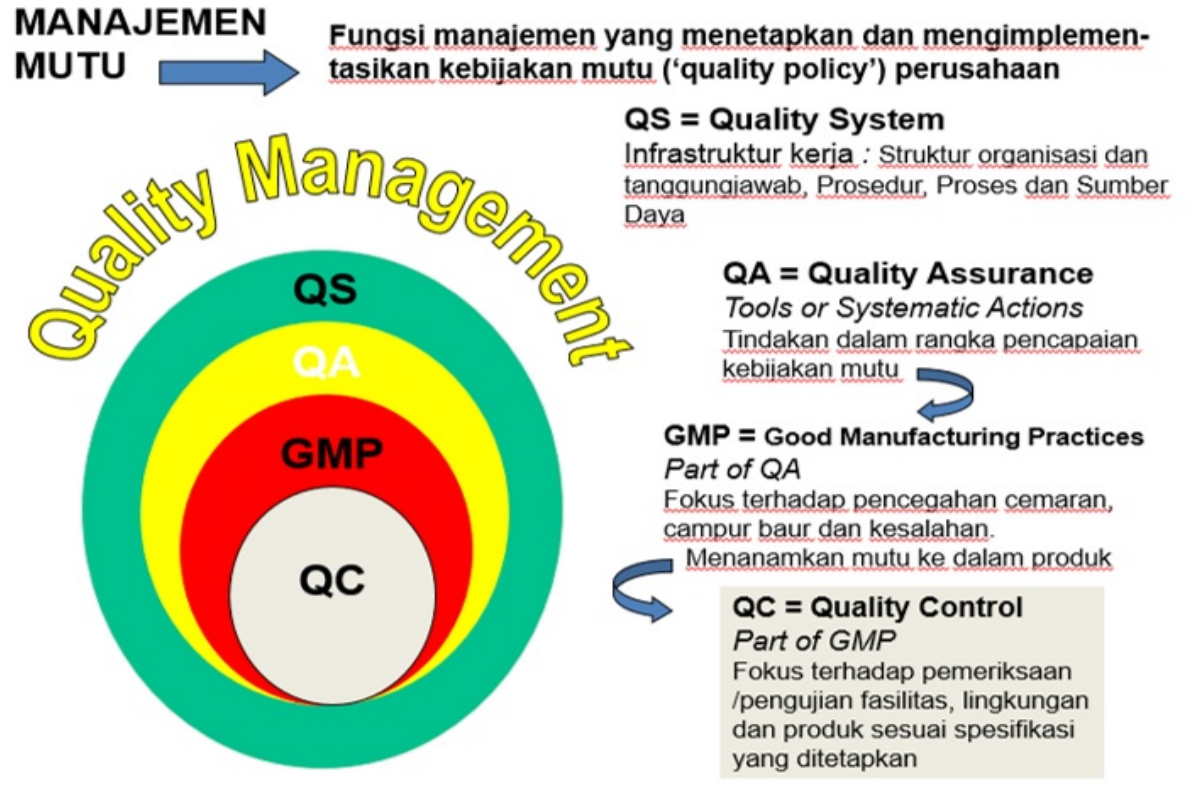 MANAJEMEN
MUTU
Fungsi manajemen yang menetapkan dan mengimplemen-
tasikan kebijakan mutu (‘quality policy’) perusahaan
Quality Management
QS
QA
GMP
QC
QS = Quality System
Infrastruktur kerja : Struktur organisasi dan
tanggungjawab, Prosedur, Proses dan Sumber
Daya
QA = Quality Assurance
Tools or Systematic Actions
Tindakan dalam rangka pencapaian
kebijakan mutu
GMP = Good Manufacturing Practices
Part of QA
Fokus terhadap pencegahan cemaran,
campur baur dan kesalahan.
Menanamkan mutu ke dalam produk
QC = Quality Control
Part of GMP
Fokus terhadap pemeriksaan
/pengujian fasilitas, lingkungan
dan produk sesuai spesifikasi
yang ditetapkan